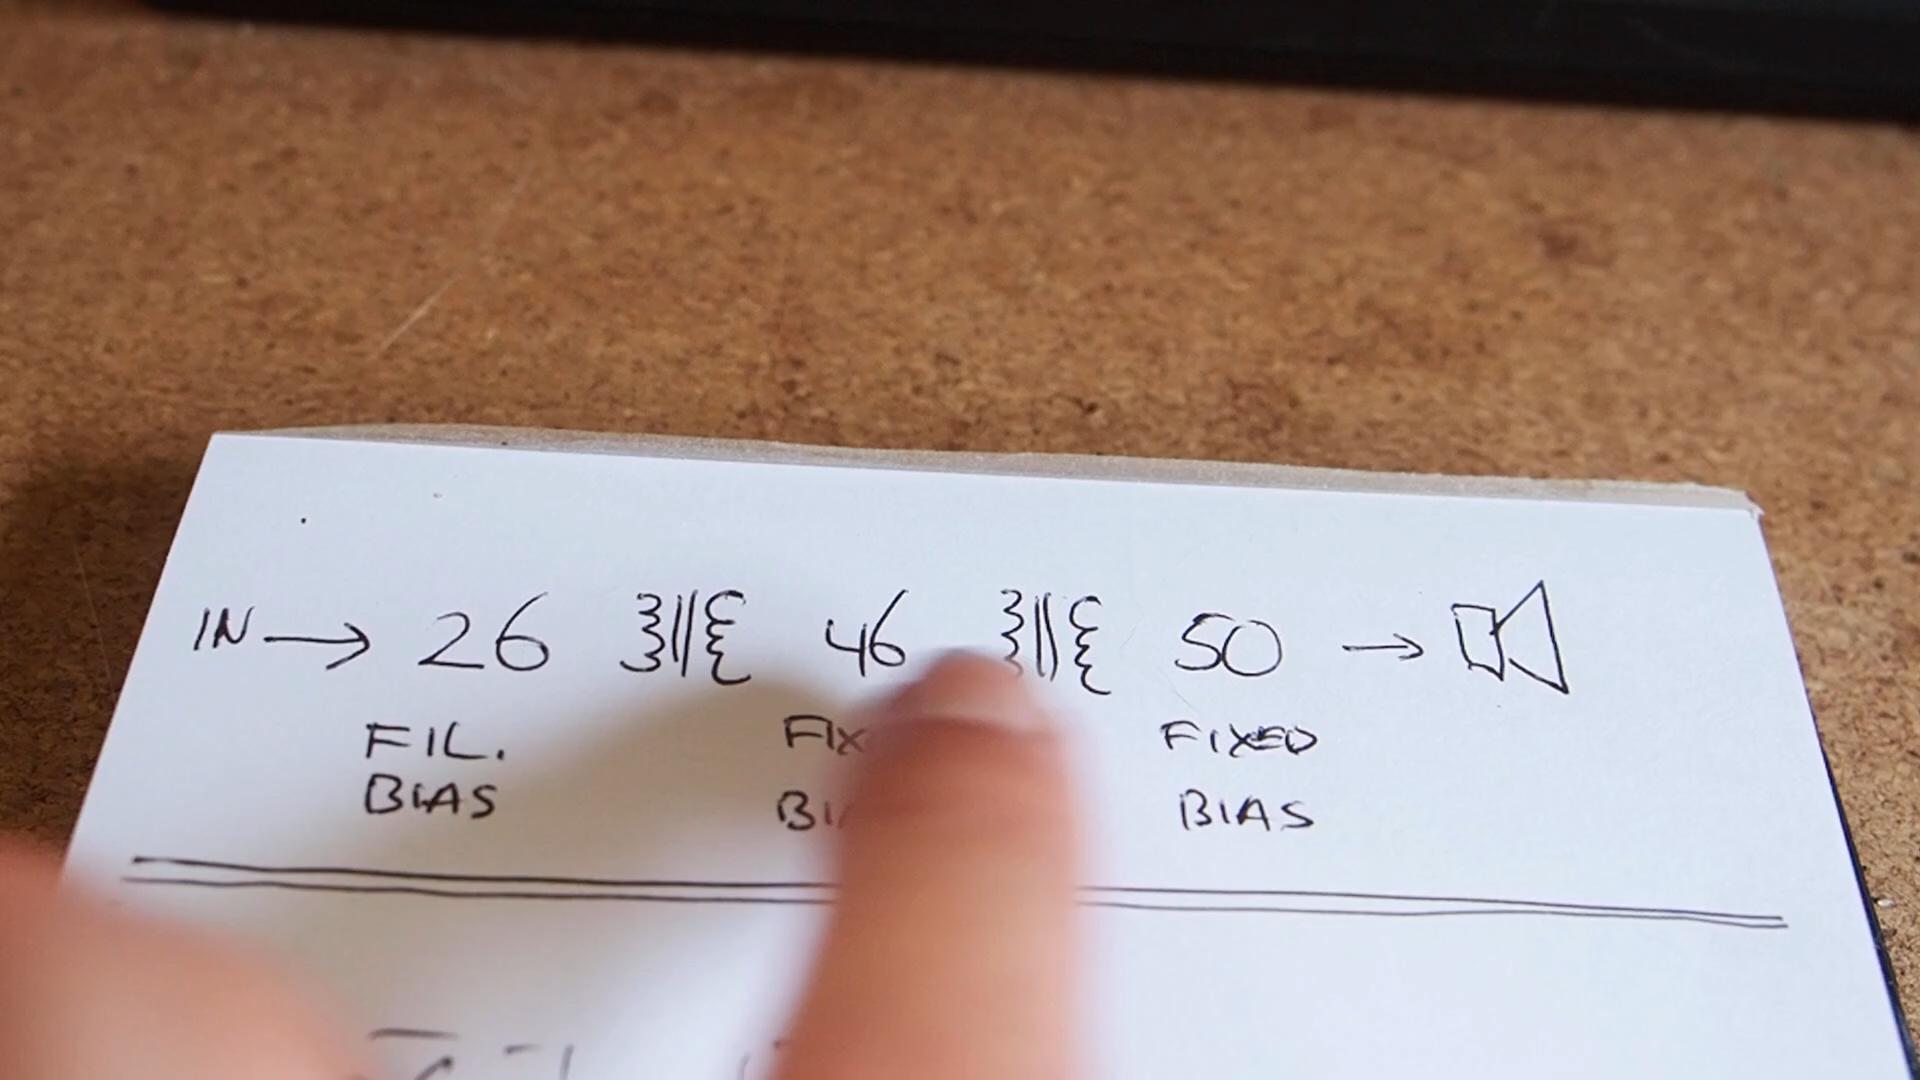 IN → 26 46 50 →
FIL. FIXED
BIAS BIAS